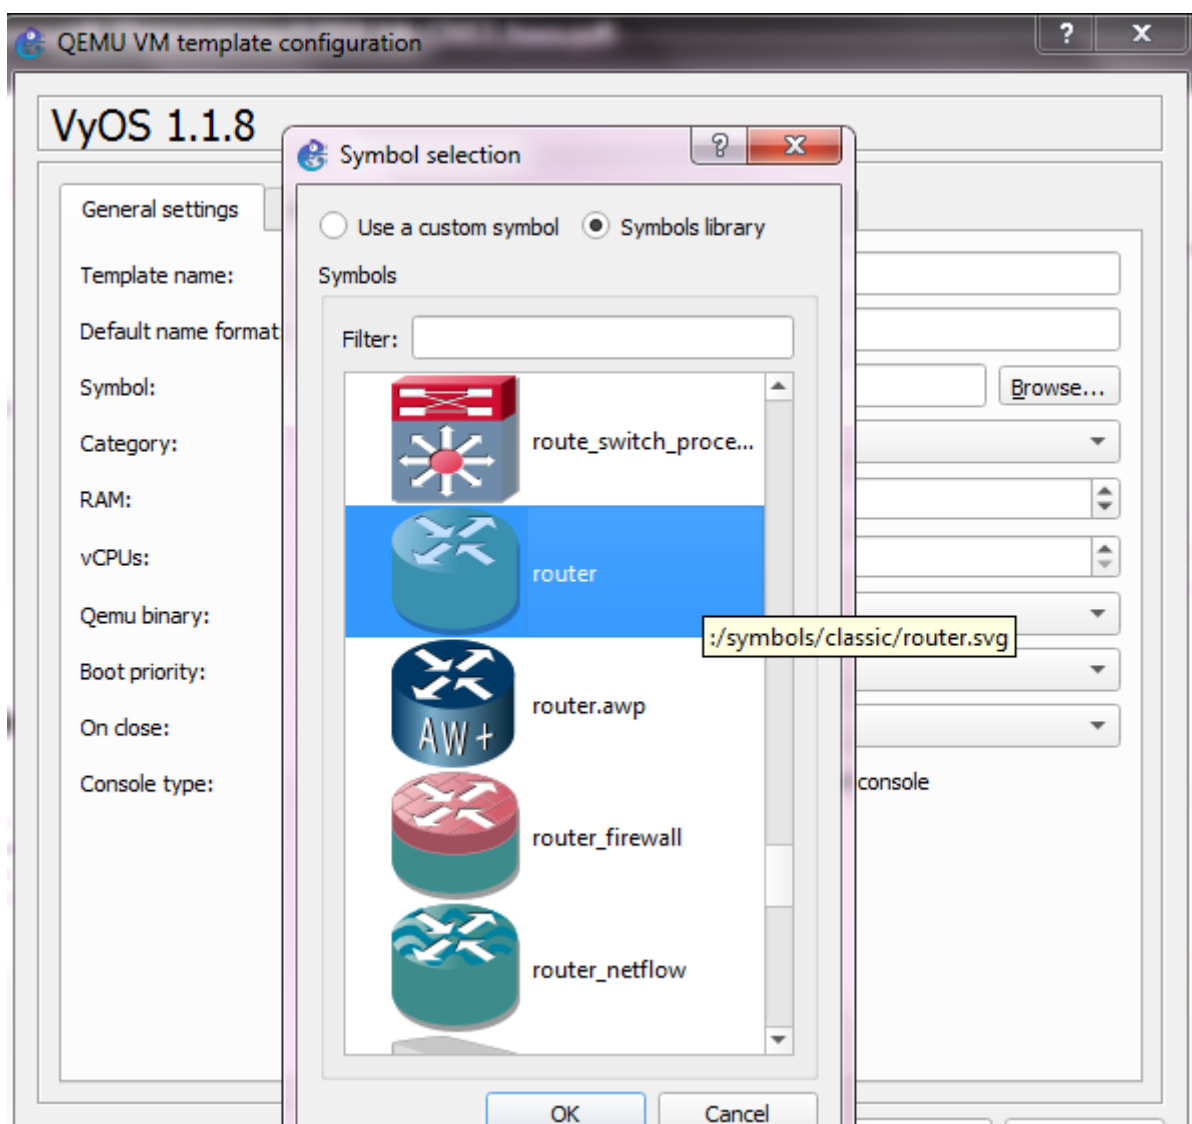 QEMU VM template configuration
?
x
VyOS 1.1.8
Symbol selection
?
x
General settings
Use a custom symbol
Symbols library
Template name:
Symbols
Default name format:
Filter:
Symbol:
Browse...
Category:
route_switch_proce...
RAM:
vCPUs:
router
Qemu binary:
:/symbols/classic/router.svg
Boot priority:
router.awp
AW+
On close:
Console type:
console
router_firewall
router_netflow
OK
Cancel